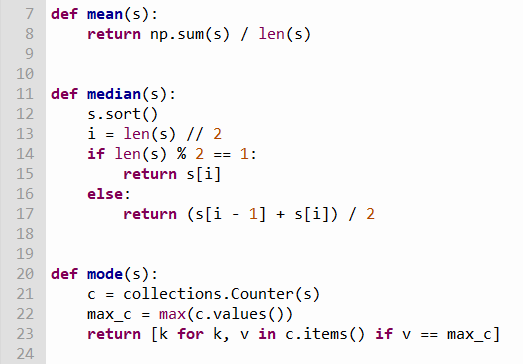 7 def mean(s):
8     return np.sum(s) / len(s)
9
10
11 def median(s):
12     s.sort()
13     i = len(s) // 2
14     if len(s) % 2 == 1:
15         return s[i]
16     else:
17         return (s[i - 1] + s[i]) / 2
18
19
20 def mode(s):
21     c = collections.Counter(s)
22     max_c = max(c.values())
23     return [k for k, v in c.items() if v == max_c]
24